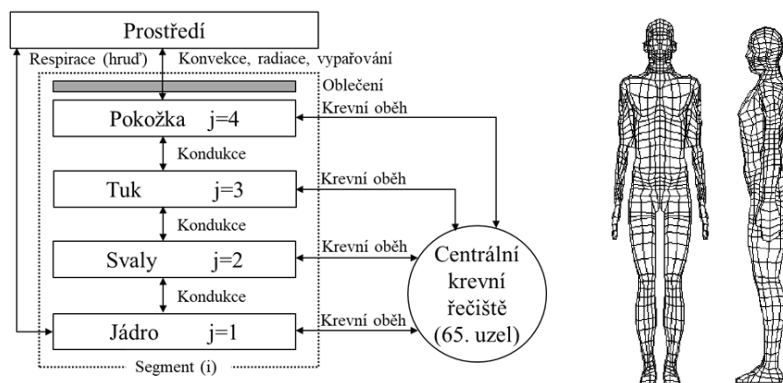 Prostředí
Respirace (hruď) Konvekce, radiace, vypařování
Oblečení
Pokožka j=4
Krevní oběh
Kondukce
Tuk j=3
Krevní oběh
Kondukce
Svaly j=2
Krevní oběh
Kondukce
Jádro j=1
Krevní oběh
Segment (i)
Centrální
krevní
řečiště
(65. uzel)